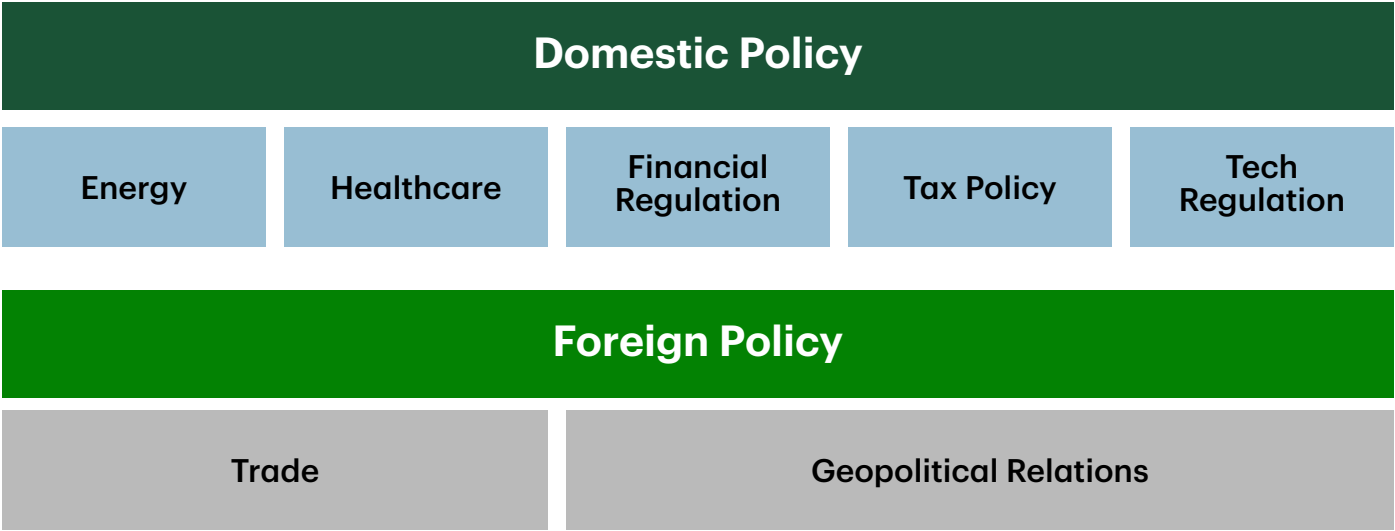 Domestic Policy
Energy
Healthcare
Financial
Regulation
Tax Policy
Tech
Regulation
Foreign Policy
Trade
Geopolitical Relations